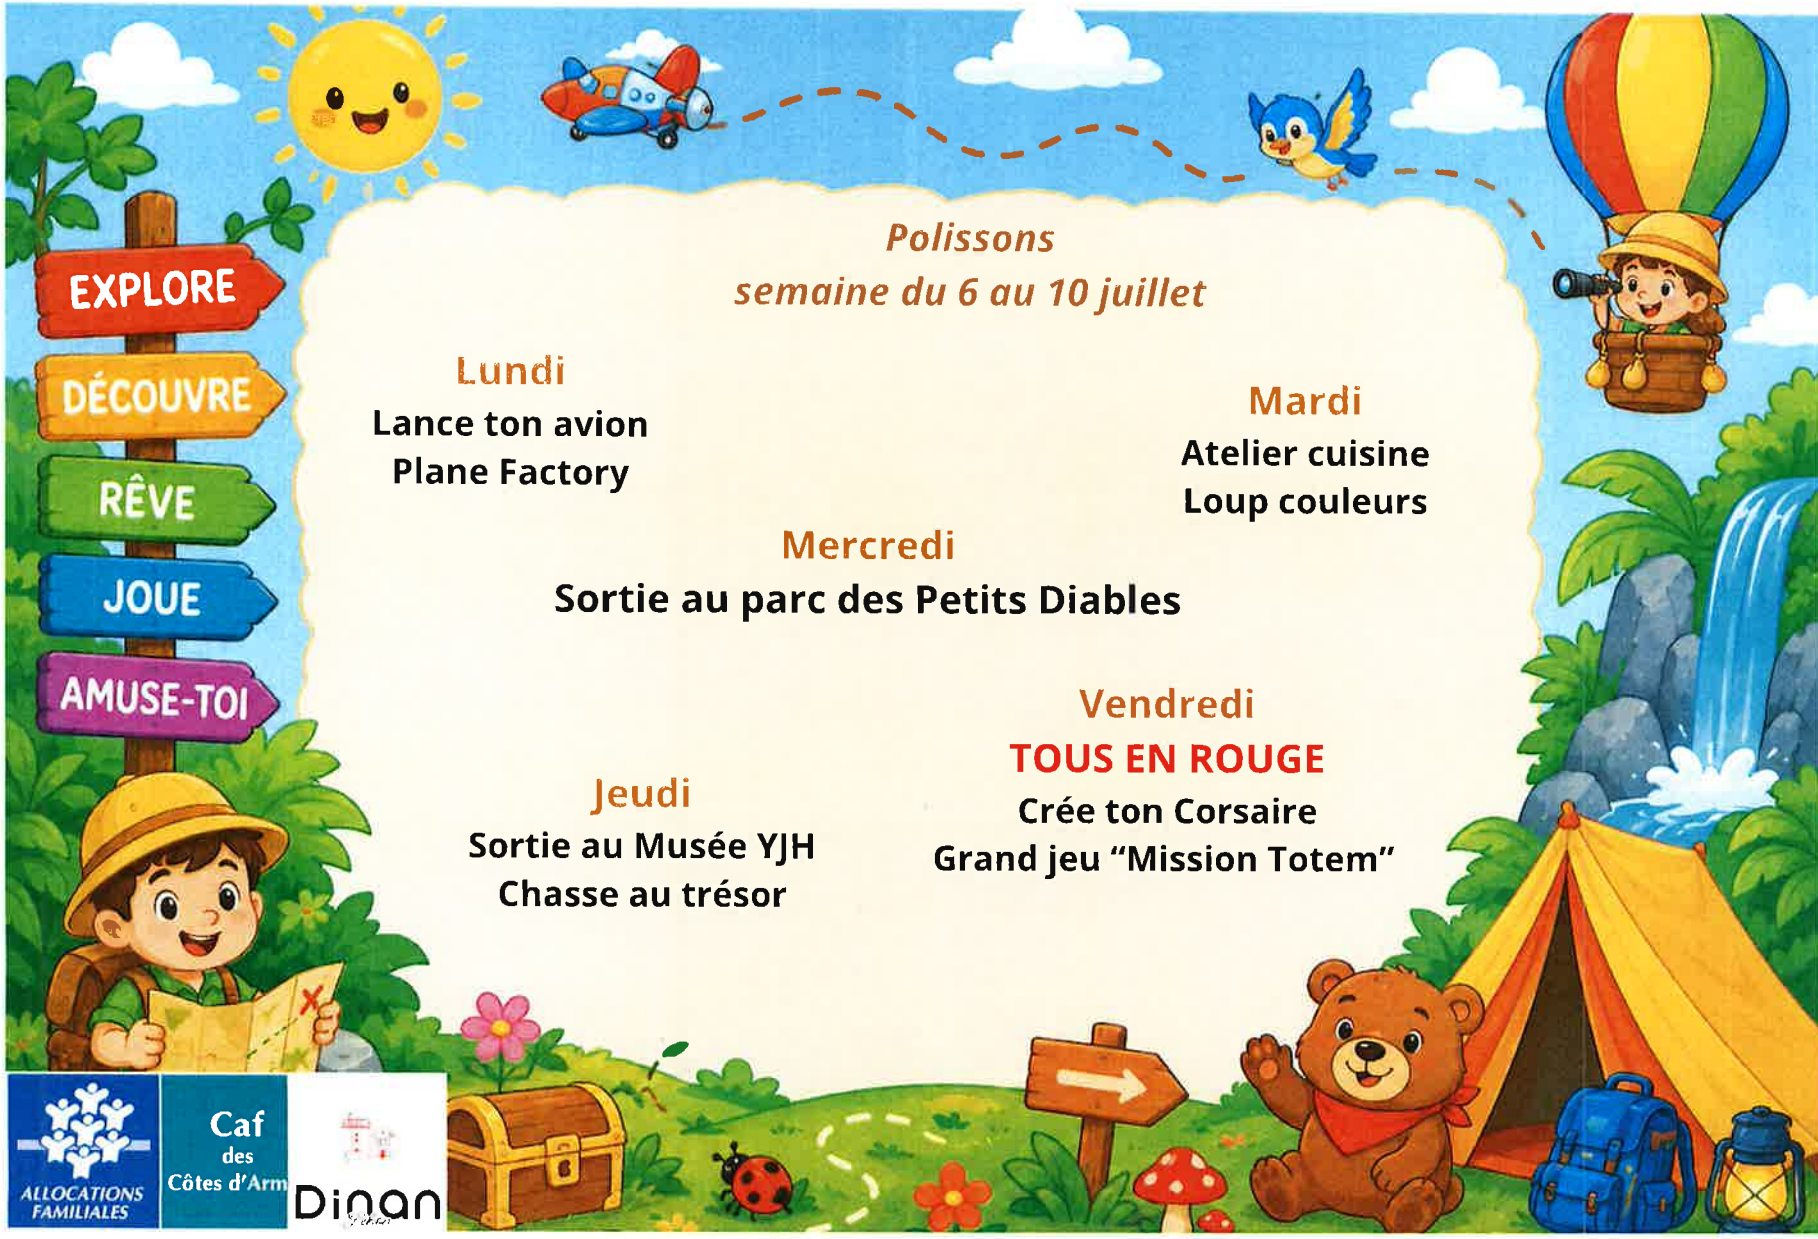 Polissons
semaine du 6 au 10 juillet
EXPLORE
DÉCOUVRE
RÊVE
JOUE
AMUSE-TOI
Lundi
Lance ton avion
Plane Factory
Mardi
Atelier cuisine
Loup couleurs
Mercredi
Sortie au parc des Petits Diables
Jeudi
Sortie au Musée YJH
Chasse au trésor
Vendredi
TOUS EN ROUGE
Crée ton Corsaire
Grand jeu “Mission Totem”
ALLOCATIONS
FAMILIALES
Caf
des
Côtes d'Arm
Dinan